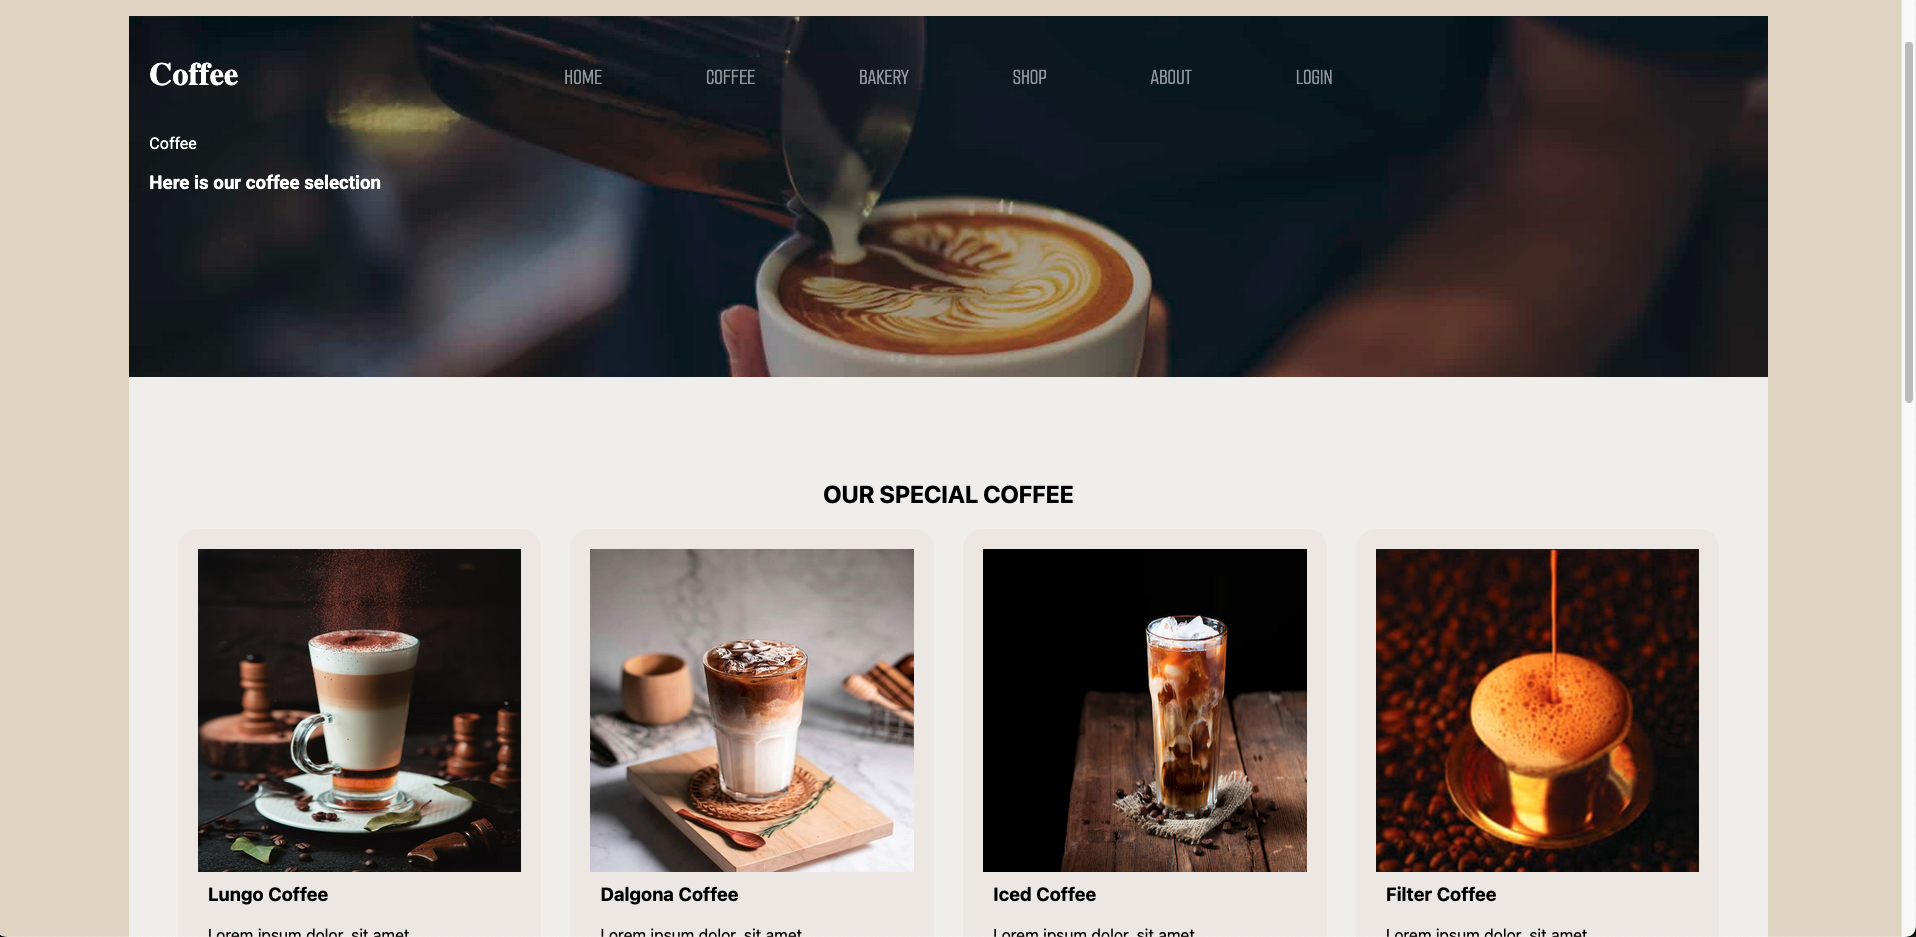 Coffee
HOME COFFEE BAKERY SHOP ABOUT LOGIN
Coffee
Here is our coffee selection
OUR SPECIAL COFFEE
Lungo Coffee
Dalgona Coffee
Iced Coffee
Filter Coffee
Lorem ipsum dolor, sit amet
Lorem ipsum dolor, sit amet
Lorem ipsum dolor, sit amet
Lorem ipsum dolor, sit amet